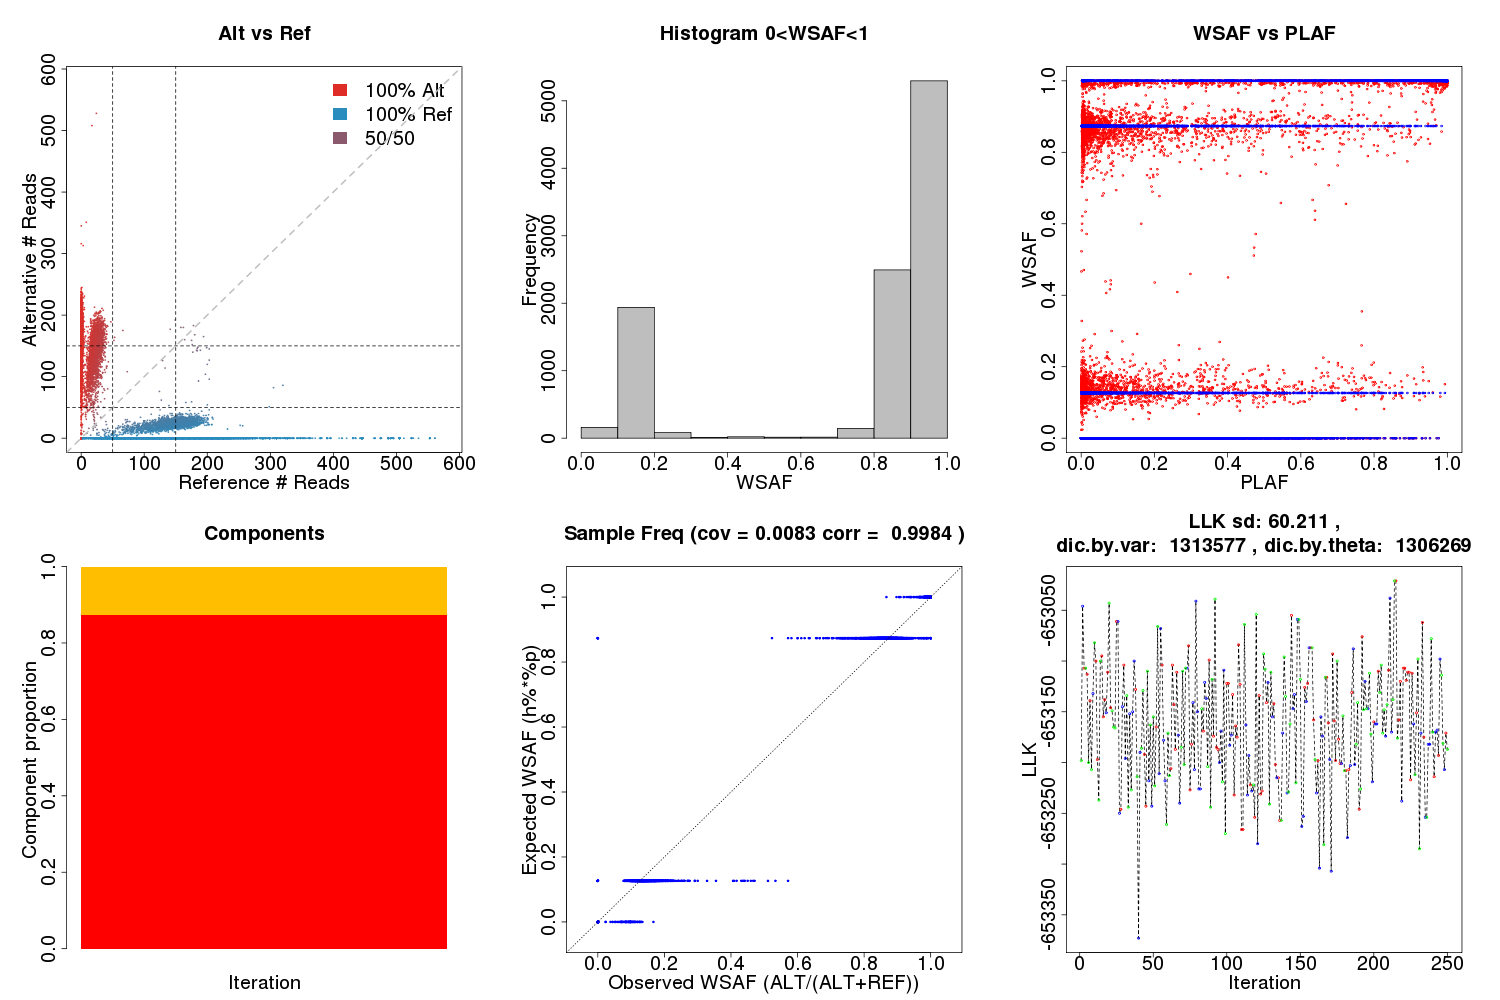 Alt vs Ref
600
500
400
300
200
100
0
Alternative # Reads
100% Alt
100% Ref
50/50
0 100 200 300 400 500 600
Reference # Reads
Histogram 0<WSAF<1
5000
4000
3000
2000
1000
0
Frequency
0.0 0.2 0.4 0.6 0.8 1.0
WSAF
WSAF vs PLAF
1.0
0.8
0.6
0.4
0.2
0.0
WSAF
0.0 0.2 0.4 0.6 0.8 1.0
PLAF
Components
1.0
0.8
0.6
0.4
0.2
0.0
Component proportion
Iteration
Sample Freq (cov = 0.0083 corr = 0.9984 )
1.0
0.8
0.6
0.4
0.2
0.0
Expected WSAF (h%*%p)
0.0 0.2 0.4 0.6 0.8 1.0
Observed WSAF (ALT/(ALT+REF))
LLK sd: 60.211 ,
dic.by.var: 1313577 , dic.by.theta: 1306269
-653050
-653150
-653250
-653350
LLK
0 50 100 150 200 250
Iteration